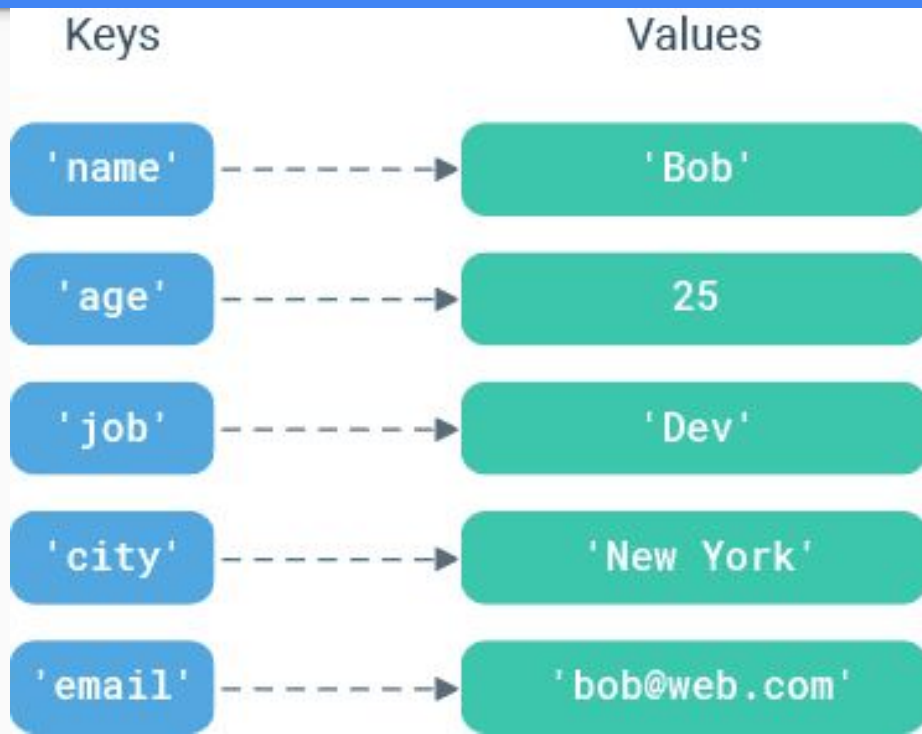 Keys Values
'name' 'Bob'
'age' 25
'job' 'Dev'
'city' 'New York'
'email' 'bob@web.com'